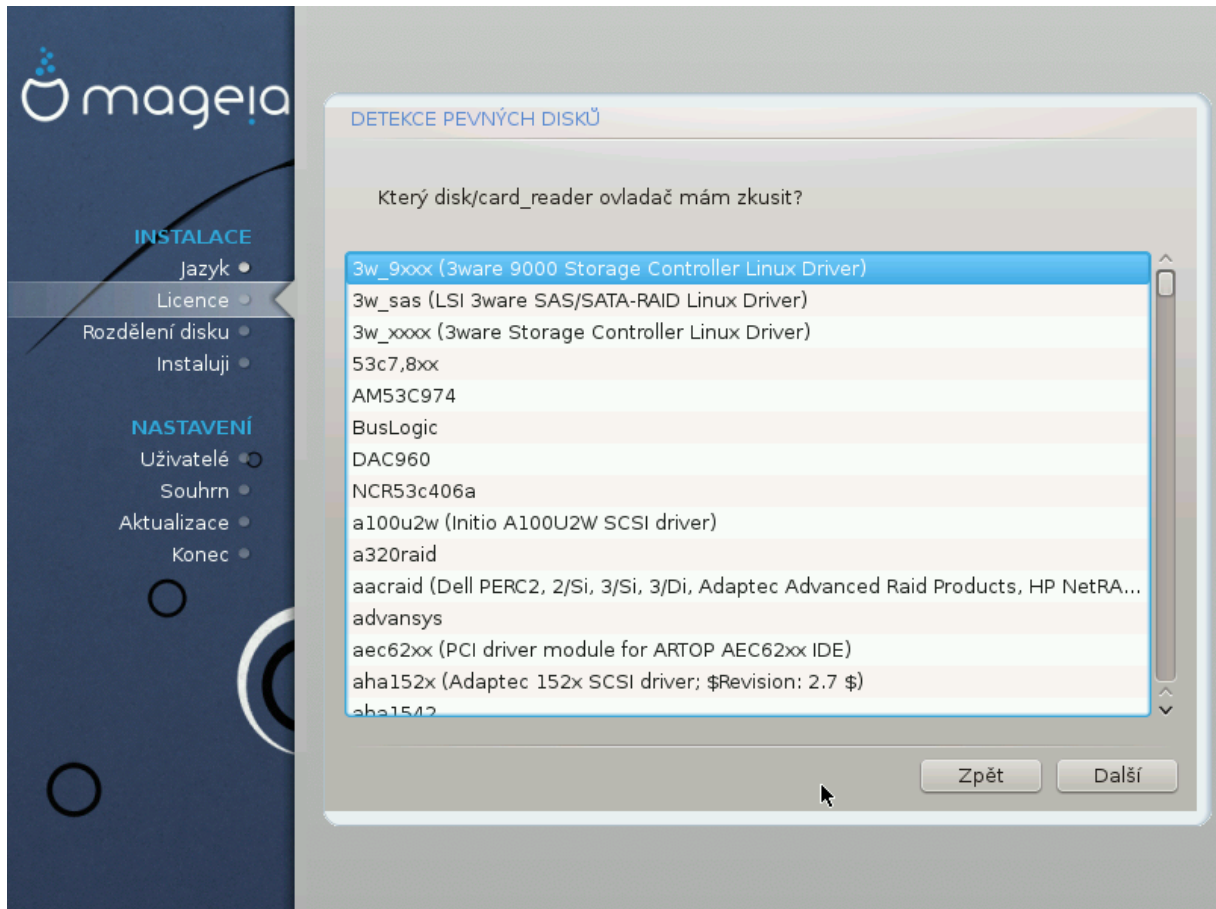 mageia
INSTALACE
Jazyk
Licence
Rozdělení disku
Instaluji
NASTAVENÍ
Uživatelé
Souhrn
Aktualizace
Konec
DETEKCE PEVNÝCH DISKŮ
Který disk/card_reader ovladač mám zkusit?
3w_9xxx (3ware 9000 Storage Controller Linux Driver)
3w_sas (LSI 3ware SAS/SATA-RAID Linux Driver)
3w_xxxx (3ware Storage Controller Linux Driver)
53c7,8xx
AM53C974
BusLogic
DAC960
NCR53c406a
a100u2w (Initio A100U2W SCSI driver)
a320raid
aacraid (Dell PERC2, 2/Si, 3/Si, 3/Di, Adaptec Advanced Raid Products, HP NetRA...
advansys
aec62xx (PCI driver module for ARTOP AEC62xx IDE)
aha152x (Adaptec 152x SCSI driver; $Revision: 2.7 $)
aha1542
Zpět
Další